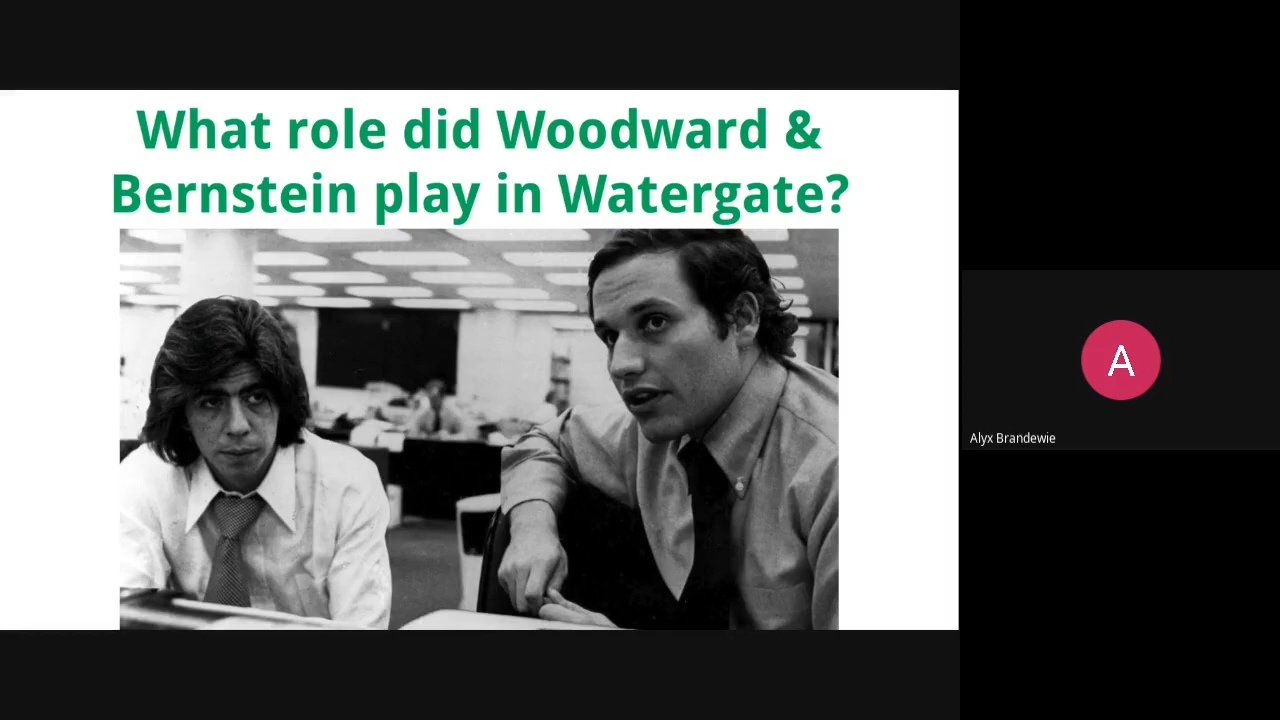 What role did Woodward &
Bernstein play in Watergate?
A
Alyx Brandewie